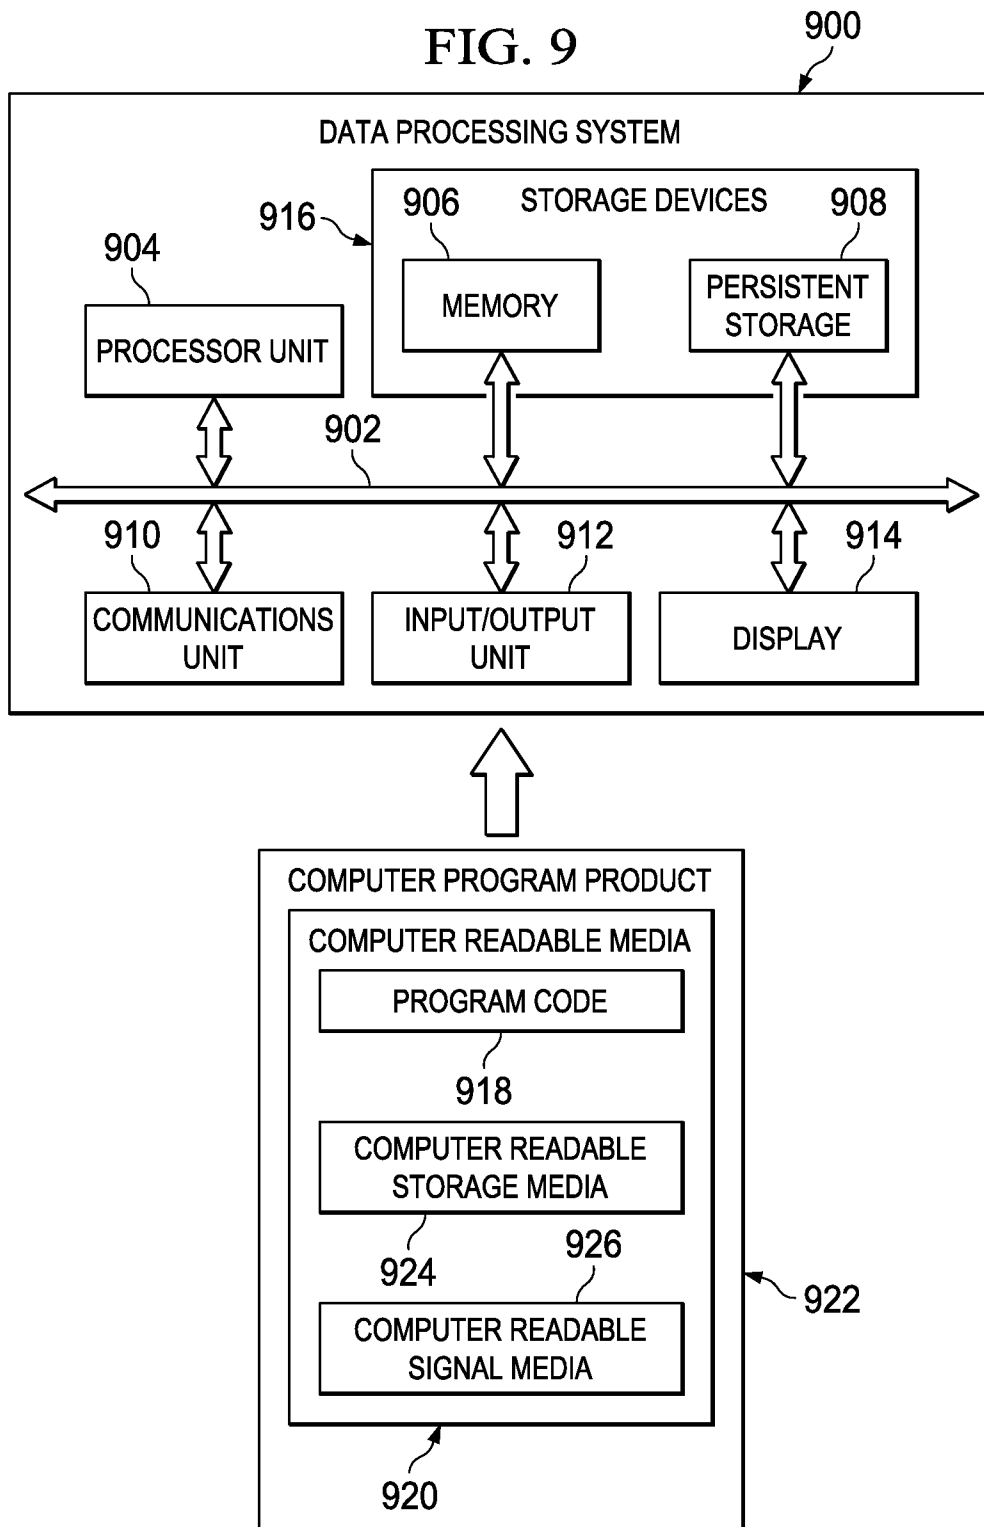 FIG. 9
900
DATA PROCESSING SYSTEM
STORAGE DEVICES
916
906
908
904
MEMORY
PERSISTENT
STORAGE
PROCESSOR UNIT
902
910
912
914
COMMUNICATIONS
UNIT
INPUT/OUTPUT
UNIT
DISPLAY
COMPUTER PROGRAM PRODUCT
COMPUTER READABLE MEDIA
PROGRAM CODE
918
COMPUTER READABLE
STORAGE MEDIA
924
926
922
COMPUTER READABLE
SIGNAL MEDIA
920